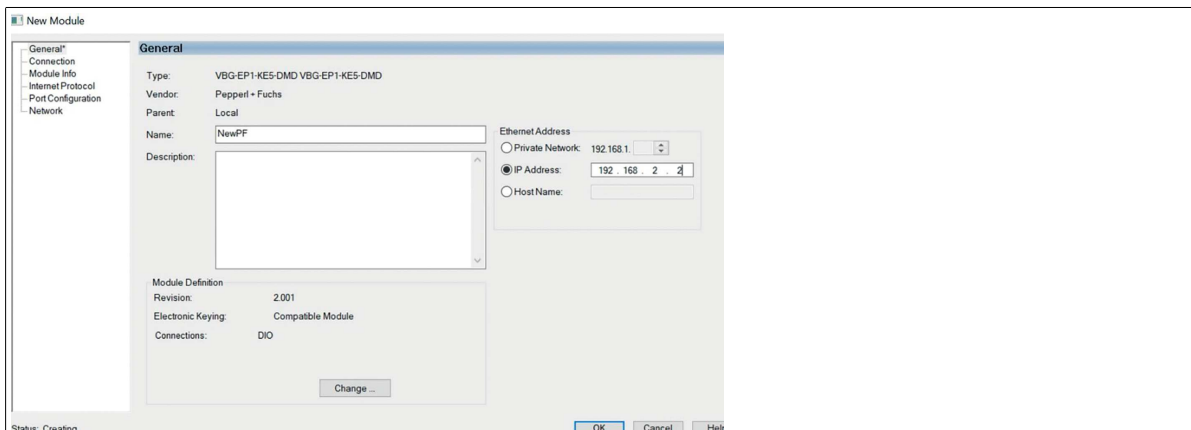 New Module
General*
Connection
Module Info
Internet Protocol
Port Configuration
Network
General
Type: VBG-EP1-KE5-DMD VBG-EP1-KE5-DMD
Vendor: Pepperl + Fuchs
Parent: Local
Name: NewPF
Description:
Ethernet Address
Private Network: 192.168.1.
IP Address: 192 . 168 . 2 . 2
Host Name:
Module Definition
Revision: 2.001
Electronic Keying: Compatible Module
Connections: DIO
Change ...
Status: Creating
OK Cancel Help